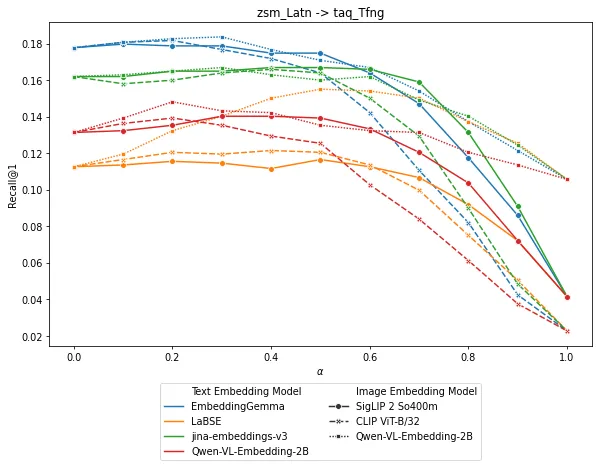 zsm_Latn -> taq_Tfng
Recall@1
0.18
0.16
0.14
0.12
0.10
0.08
0.06
0.04
0.02
0.0 0.2 0.4 0.6 0.8 1.0
α
Text Embedding Model Image Embedding Model
EmbeddingGemma SigLIP 2 So400m
LaBSE CLIP ViT-B/32
jina-embeddings-v3 Qwen-VL-Embedding-2B
Qwen-VL-Embedding-2B